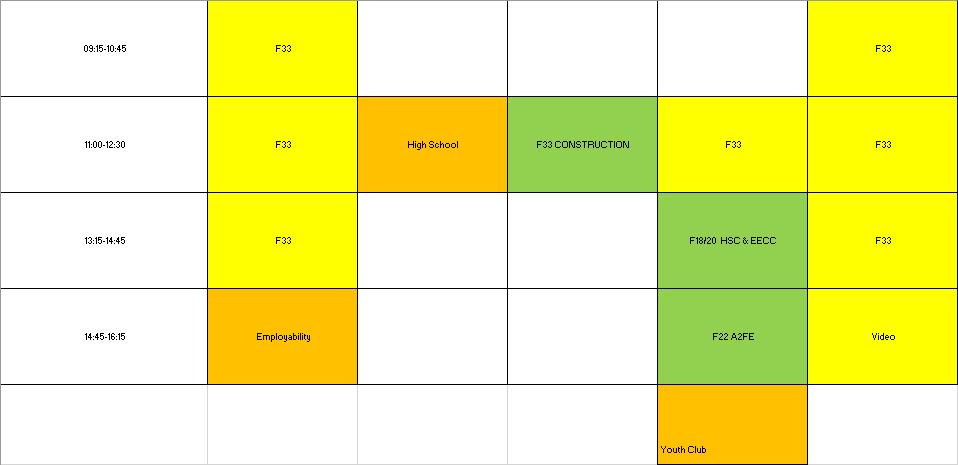 09:15-10:45 F33 F33
11:00-12:30 F33 High School F33 CONSTRUCTION F33 F33
13:15-14:45 F33 F18/20 HSC & EECC F33
14:45-16:15 Employability F22 A2FE Video
Youth Club